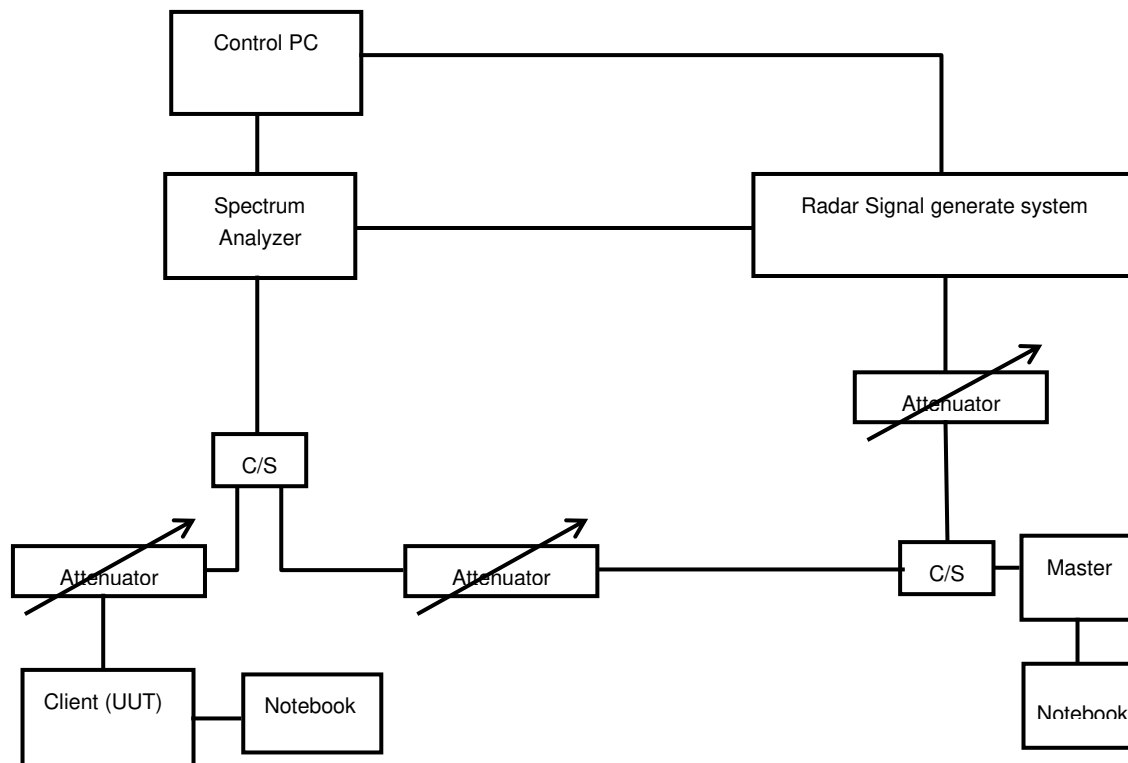 Control PC
Spectrum
Analyzer
Radar Signal generate system
Attenuator
C/S
Attenuator
Attenuator
C/S
Master
Client (UUT)
Notebook
Notebook